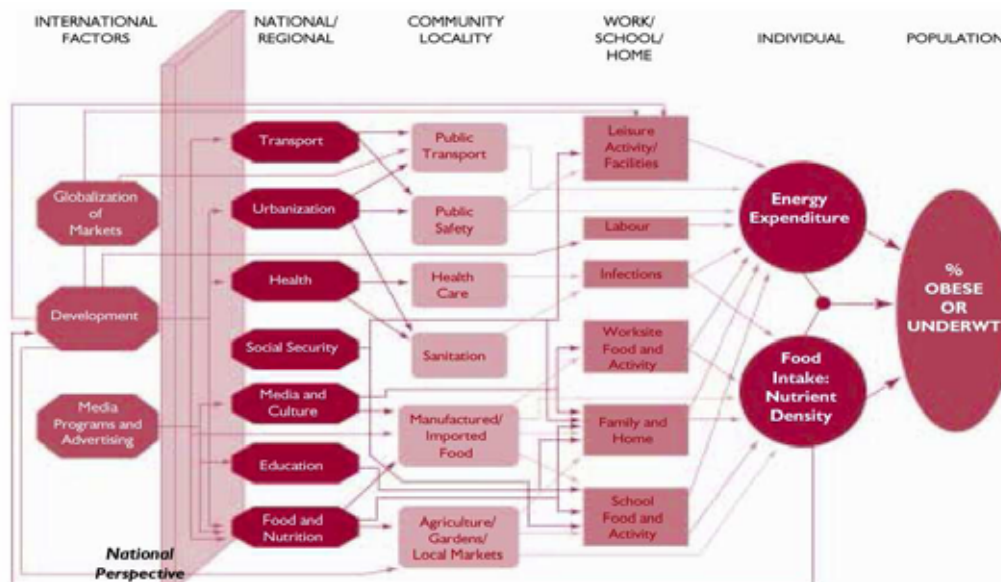 INTERNATIONAL
FACTORS
NATIONAL/
REGIONAL
COMMUNITY
LOCALITY
WORK/
SCHOOL/
HOME
INDIVIDUAL
POPULATION
Globalization
of
Markets
Development
Media
Programs and
Advertising
National
Perspective
Transport
Urbanization
Health
Social Security
Media and
Culture
Education
Food and
Nutrition
Public
Transport
Public
Safety
Health
Care
Sanitation
Manufactured/
Imported
Food
Agriculture/
Gardens/
Local Markets
Leisure
Activity/
Facilities
Labour
Infections
Worksite
Food and
Activity
Family and
Home
School
Food and
Activity
Energy
Expenditure
Food
Intake:
Nutrient
Density
%
OBESE
OR
UNDERWT